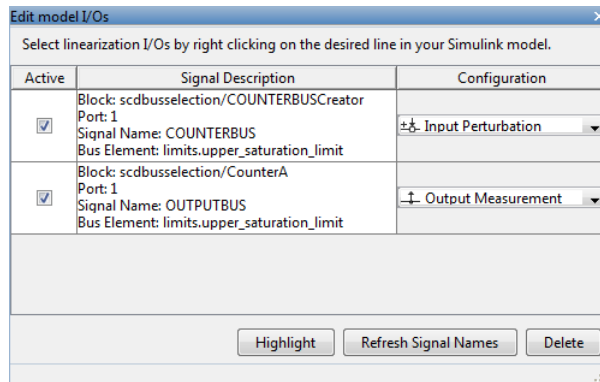 Edit model I/Os
Select linearization I/Os by right clicking on the desired line in your Simulink model.
Active Signal Description Configuration
Block: scdbusselection/COUNTERBUSCreator
Port: 1
Signal Name: COUNTERBUS
Bus Element: limits.upper_saturation_limit
Input Perturbation
Block: scdbusselection/CounterA
Port: 1
Signal Name: OUTPUTBUS
Bus Element: limits.upper_saturation_limit
Output Measurement
Highlight Refresh Signal Names Delete